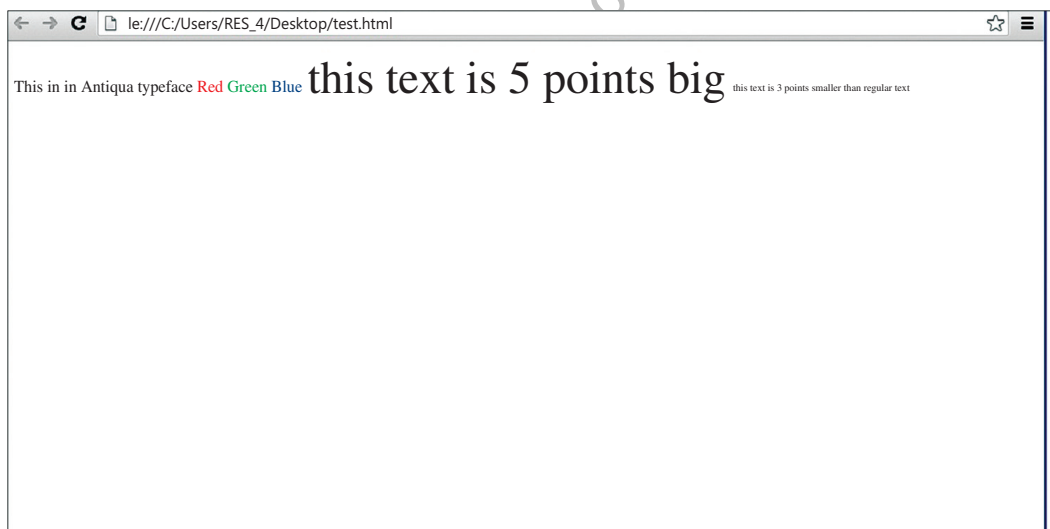 le:///C:/Users/RES_4/Desktop/test.html
This in in Antiqua typeface Red Green Blue this text is 5 points big this text is 3 points smaller than regular text